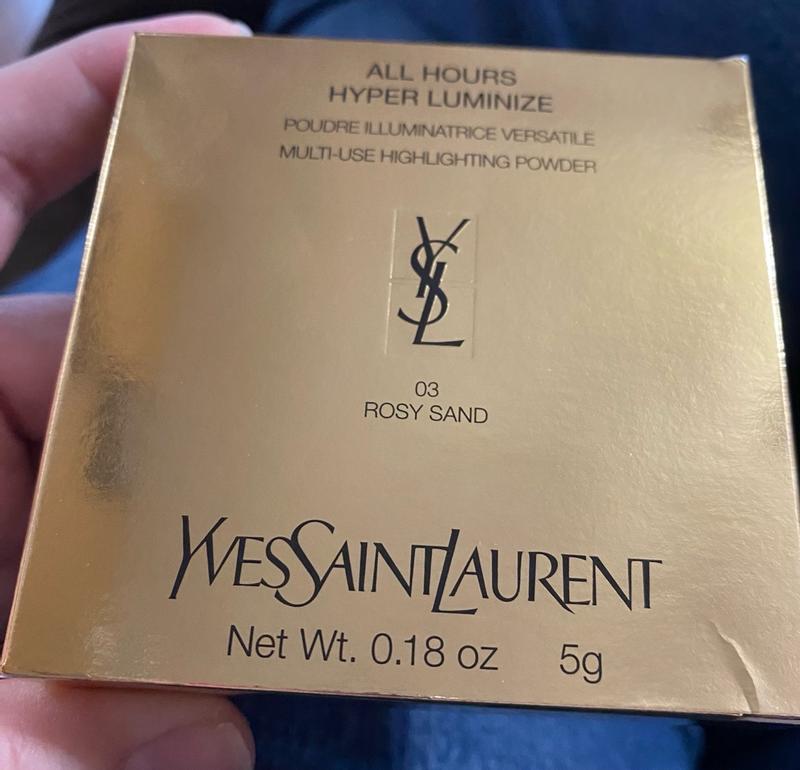 ALL HOURS
HYPER LUMINIZE
POUDRE ILLUMINATRICE VERSATILE
MULTI-USE HIGHLIGHTING POWDER
YSL
03
ROSY SAND
YVESSAINTLAURENT
Net Wt. 0.18 oz 5g